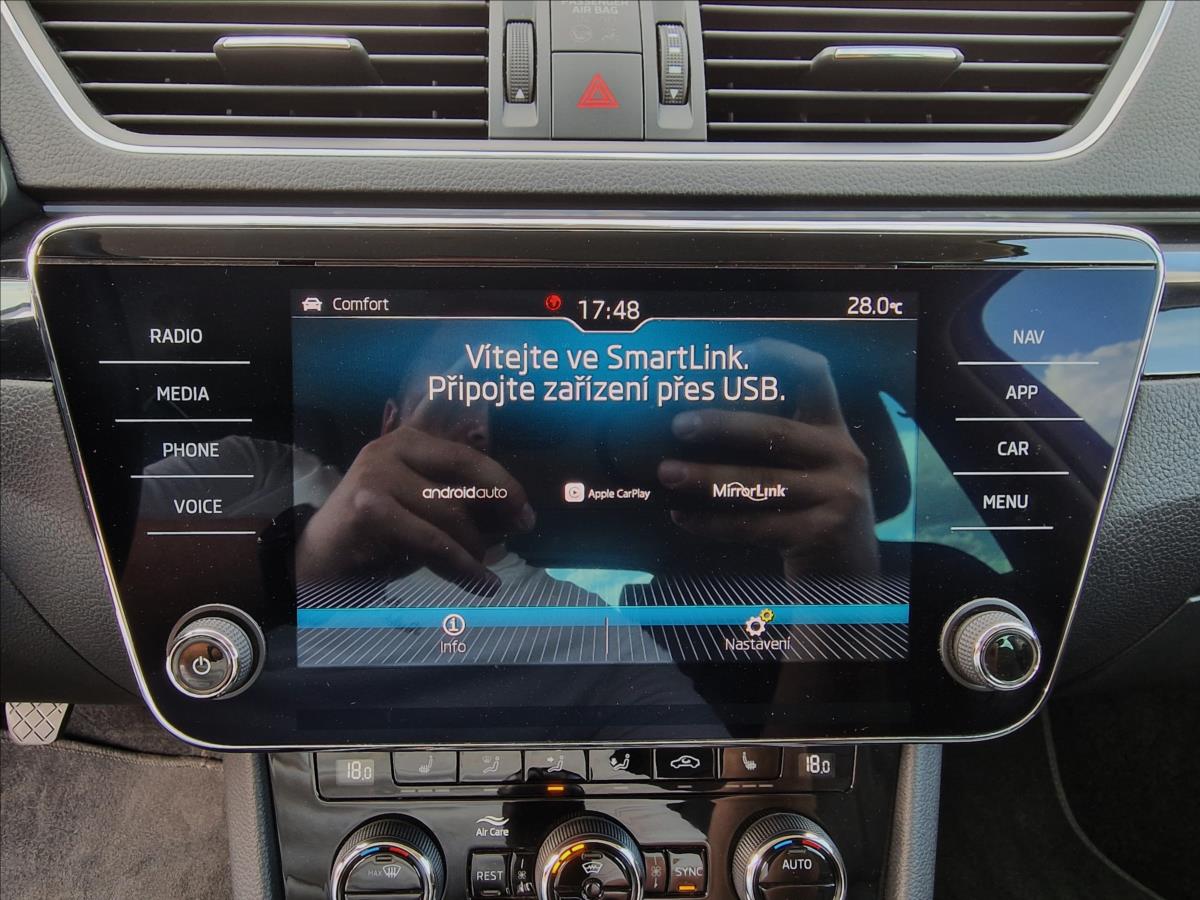 PASSENGER
AIR BAG
Comfort
17:48
28.0°C
RADIO
MEDIA
PHONE
VOICE
Vítejte ve SmartLink.
Připojte zařízení přes USB.
androidauto
Apple CarPlay
MirrorLink
Info
Nastavení
NAV
APP
CAR
MENU
18.0
18.0
Air Care
MAX
REST
SYNC
AUTO